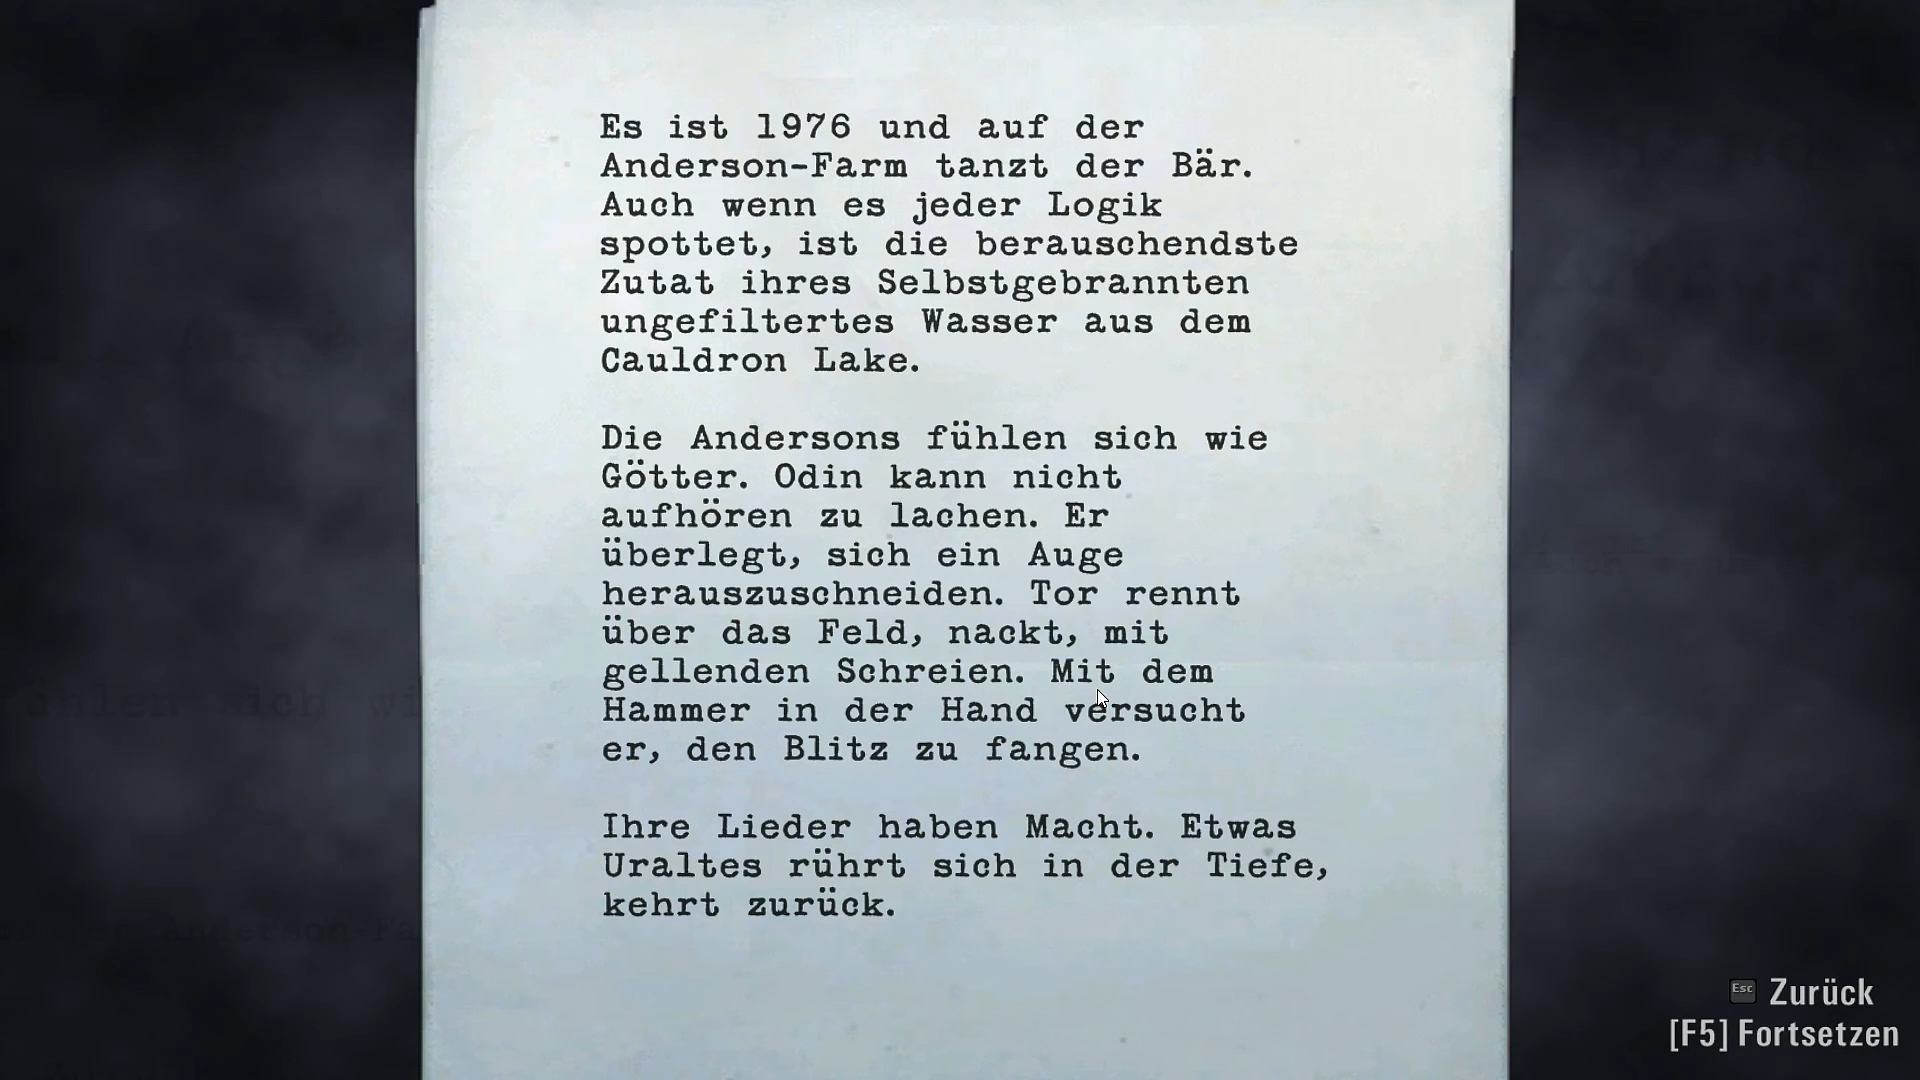 Es ist 1976 und auf der
Anderson-Farm tanzt der Bär.
Auch wenn es jeder Logik
spottet, ist die berauschendste
Zutat ihres Selbstgebrannten
ungefiltertes Wasser aus dem
Cauldron Lake.
Die Andersons fühlen sich wie
Götter. Odin kann nicht
aufhören zu lachen. Er
überlegt, sich ein Auge
herauszuschneiden. Tor rennt
über das Feld, nackt, mit
gellenden Schreien. Mit dem
Hammer in der Hand versucht
er, den Blitz zu fangen.
Ihre Lieder haben Macht. Etwas
Uraltes rührt sich in der Tiefe,
kehrt zurück.
Esc Zurück
[F5] Fortsetzen